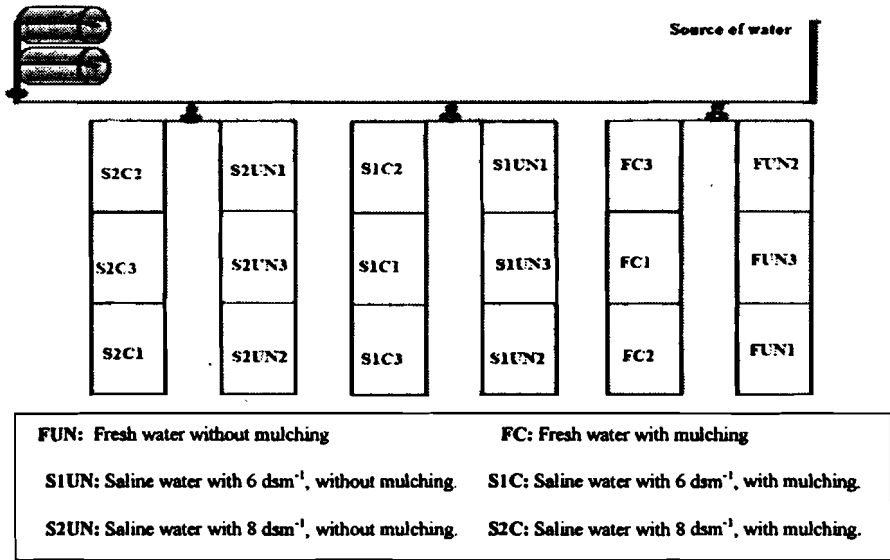 Source of water
S2C2 S2UN1 S1C2 S1UN1 FC3 FUN2
S2C3 S2UN3 S1C1 S1UN3 FC1 FUN3
S2C1 S2UN2 S1C3 S1UN2 FC2 FUN1
FUN: Fresh water without mulching FC: Fresh water with mulching
S1UN: Saline water with 6 dsm⁻¹, without mulching. S1C: Saline water with 6 dsm⁻¹, with mulching.
S2UN: Saline water with 8 dsm⁻¹, without mulching. S2C: Saline water with 8 dsm⁻¹, with mulching.